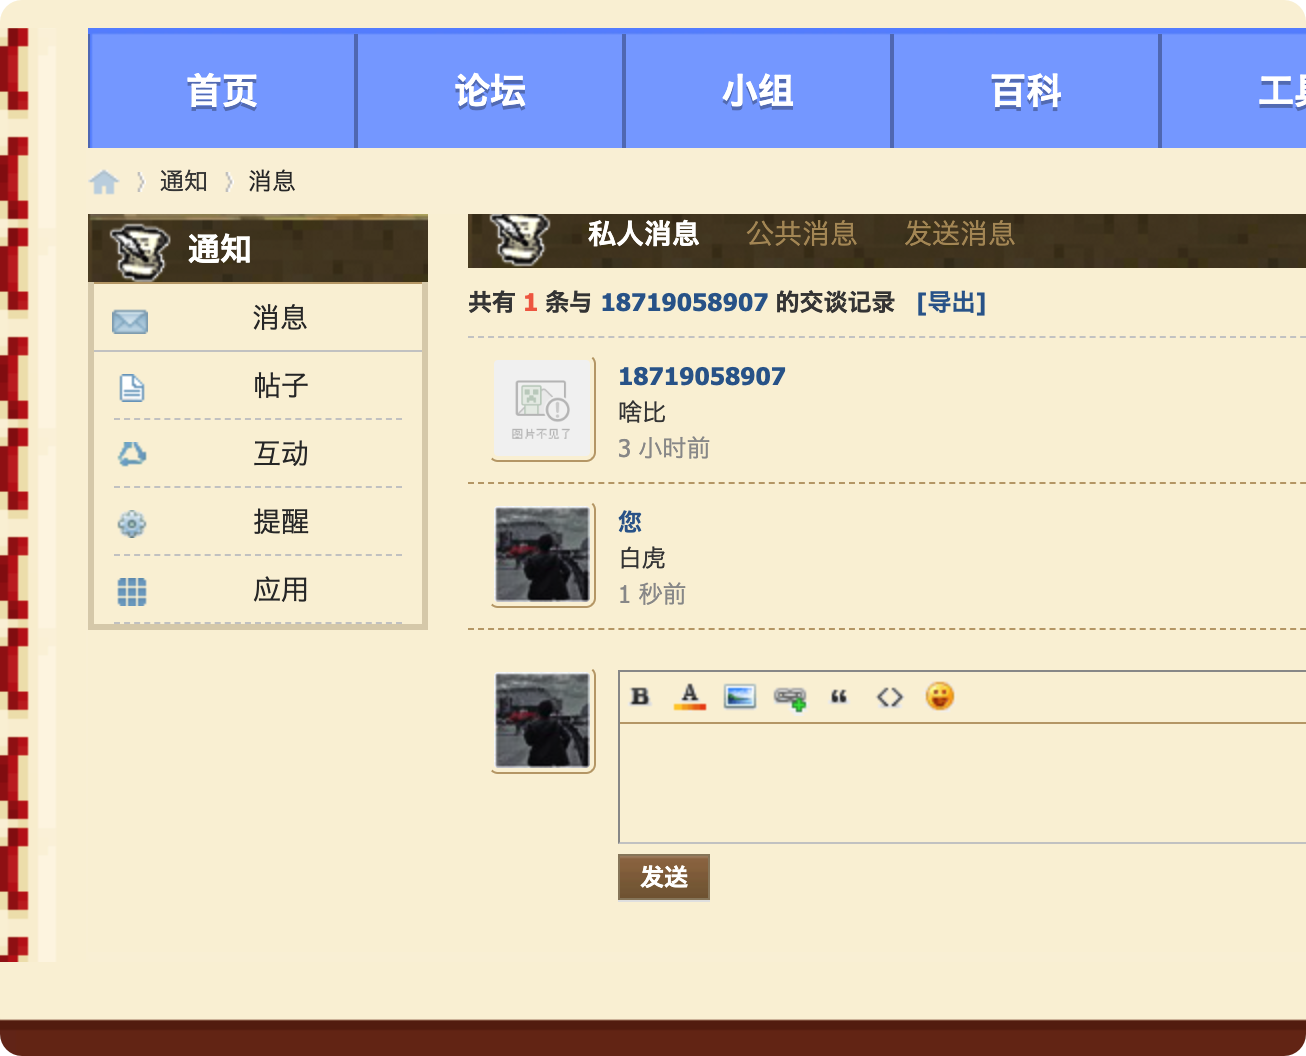 首页 论坛 小组 百科 工具
通知 消息
通知
消息
帖子
互动
提醒
应用
私人消息 公共消息 发送消息
共有 1 条与 18719058907 的交谈记录 [导出]
图片不见了
18719058907
啥比
3 小时前
您
白虎
1 秒前
B A “ <>
发送